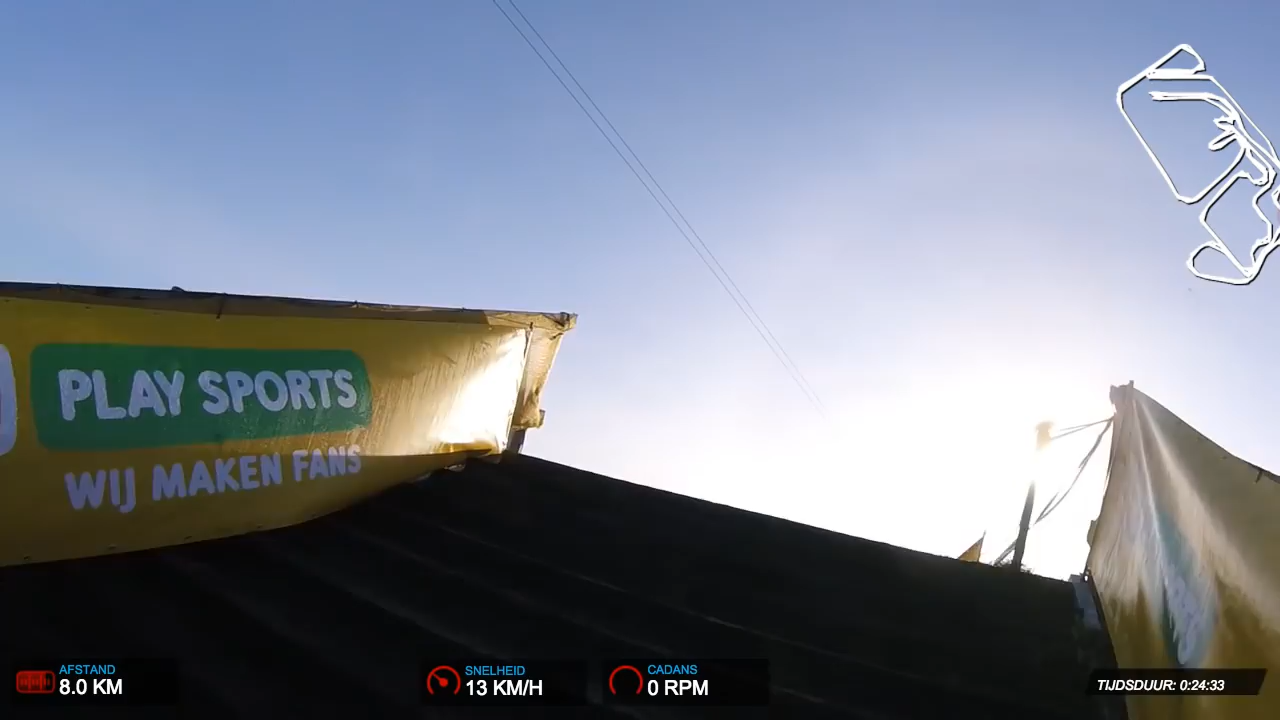 PLAY SPORTS
WIJ MAKEN FANS
AFSTAND
8.0 KM
SNELHEID
13 KM/H
CADANS
0 RPM
TIJDSDUUR: 0:24:33